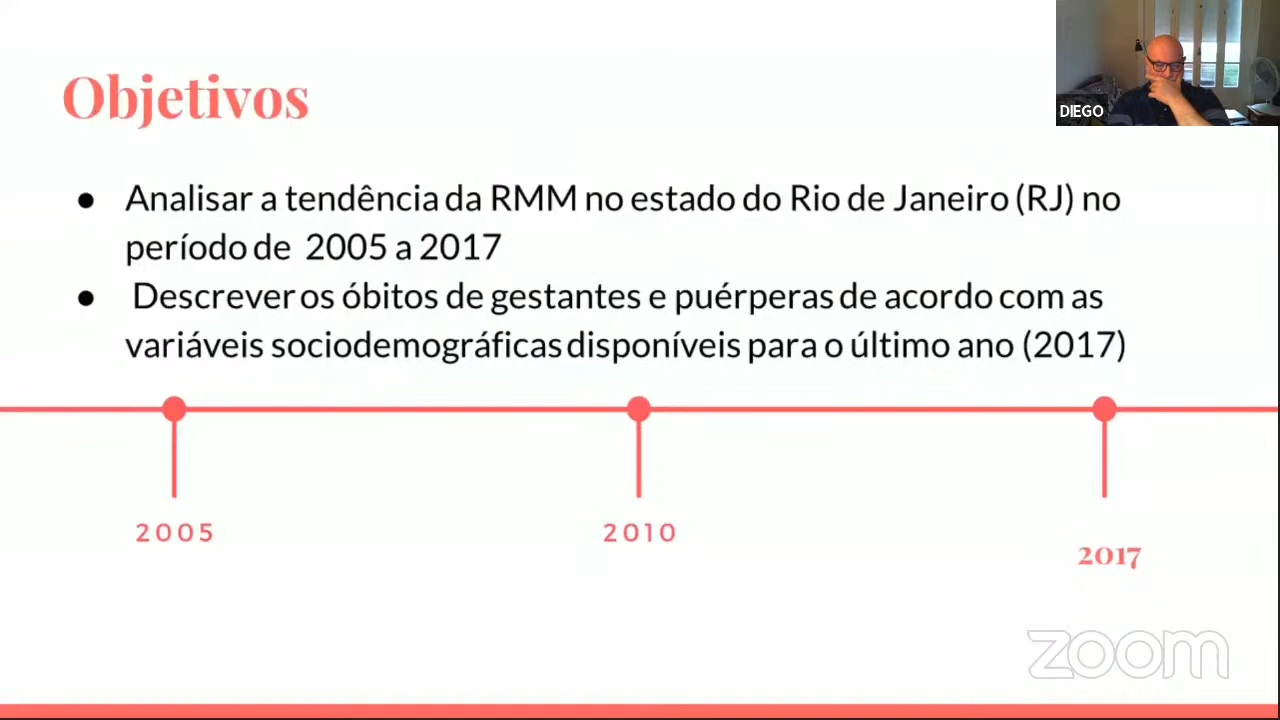 Objetivos
DIEGO
● Analisar a tendência da RMM no estado do Rio de Janeiro (RJ) no
período de 2005 a 2017
● Descrever os óbitos de gestantes e puérperas de acordo com as
variáveis sociodemográficas disponíveis para o último ano (2017)
2005
2010
2017
zoom